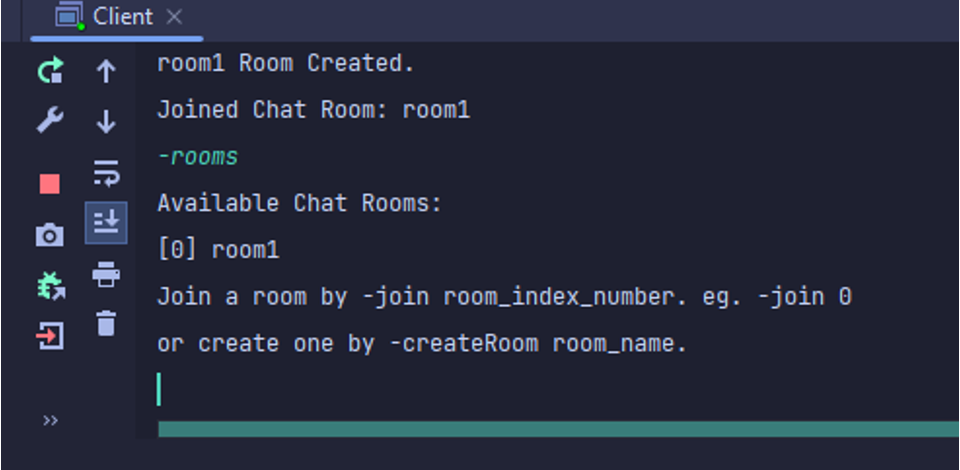 Client
room1 Room Created.
Joined Chat Room: room1
-rooms
Available Chat Rooms:
[0] room1
Join a room by -join room_index_number. eg. -join 0
or create one by -createRoom room_name.